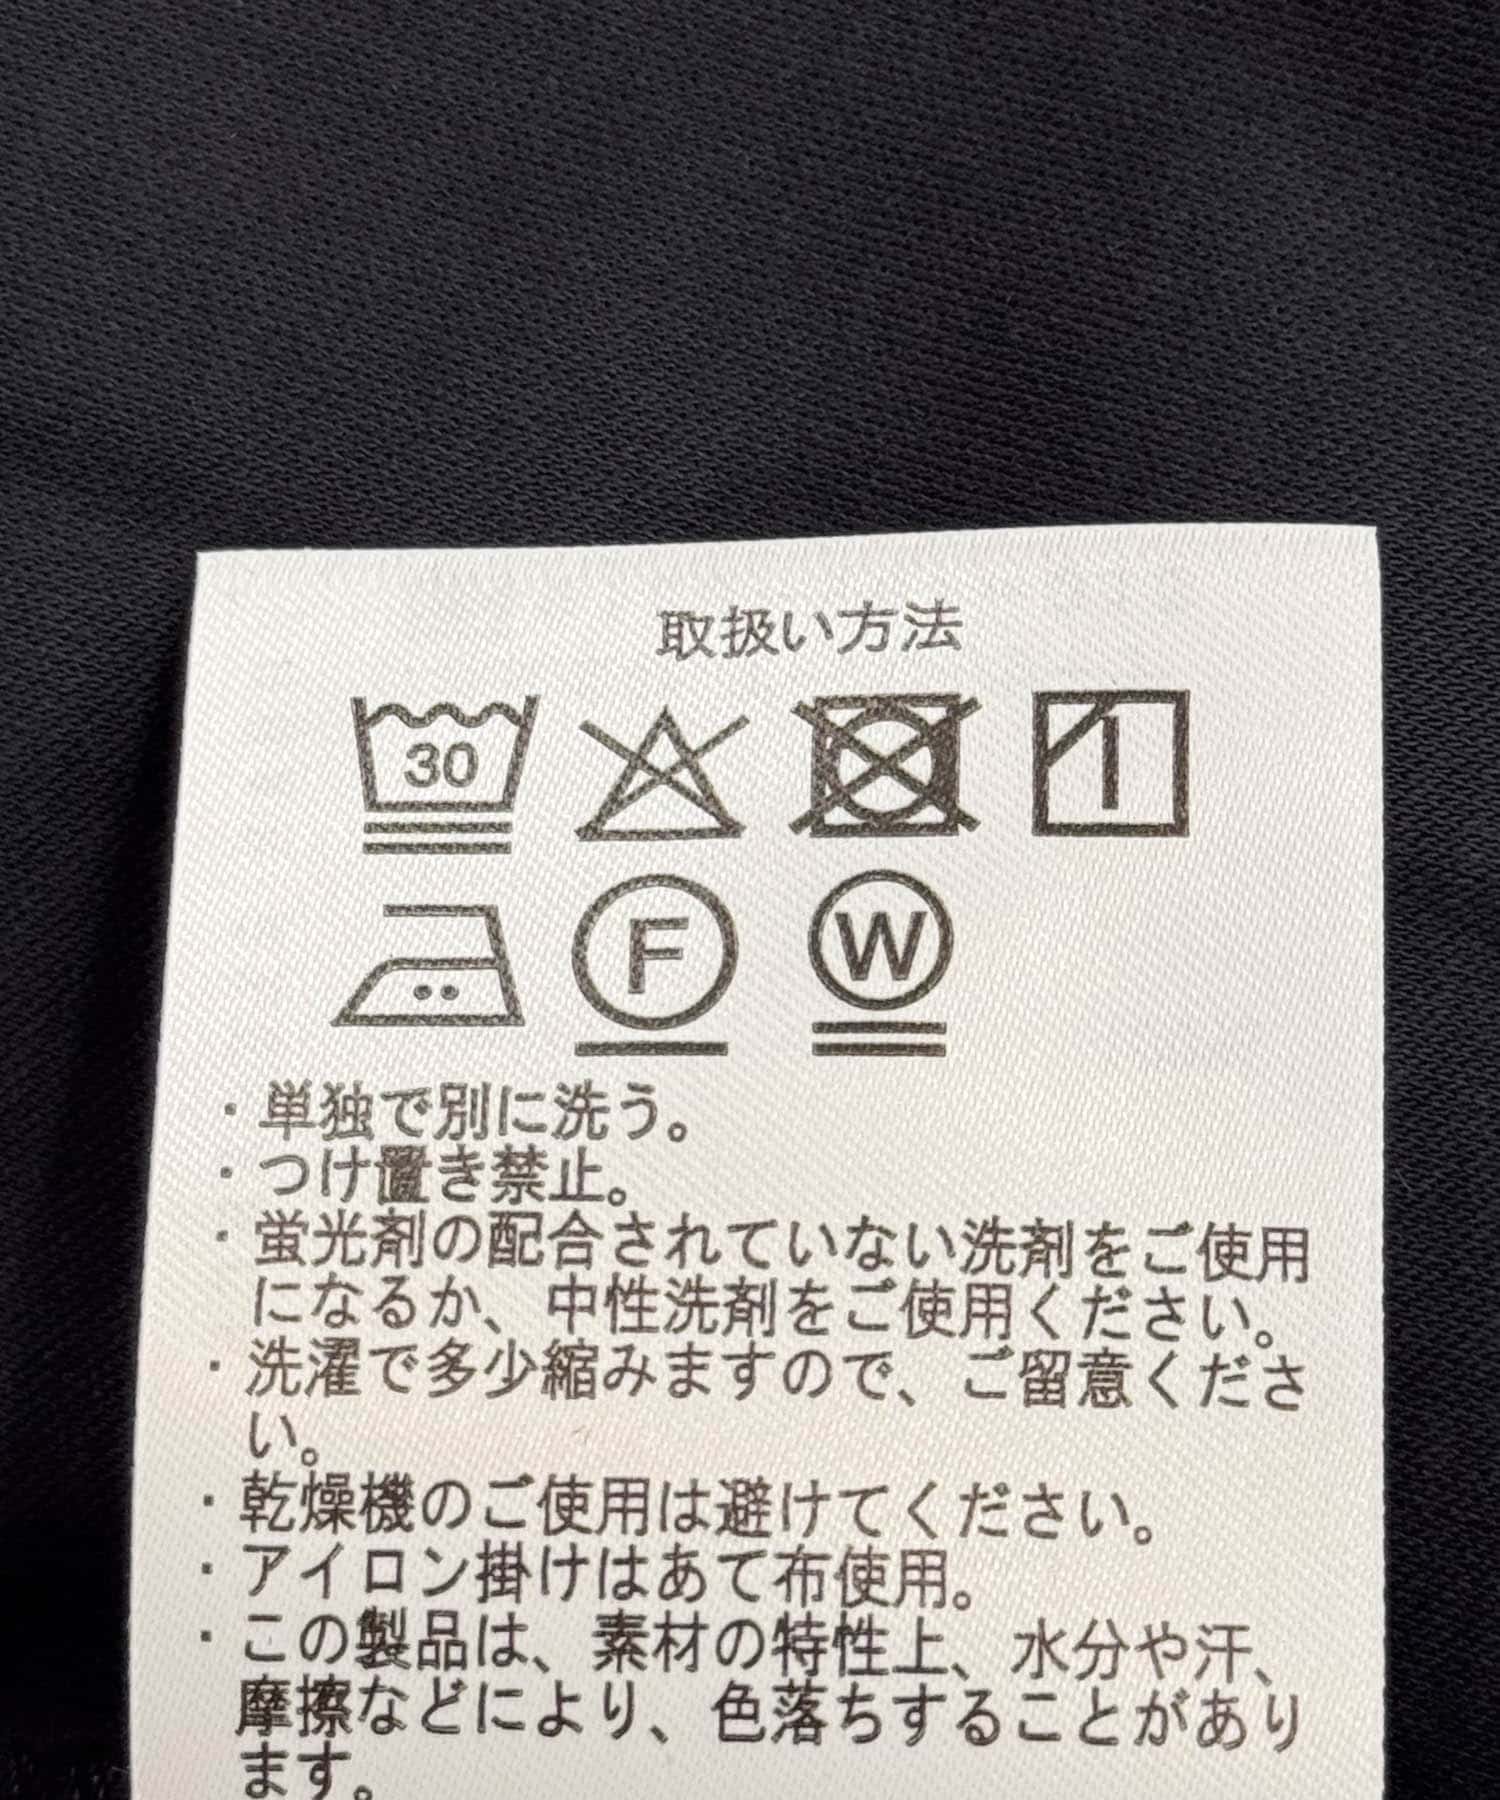 取扱い方法
30
F W
・単独で別に洗う。
・つけ置き禁止。
・蛍光剤の配合されていない洗剤をご使用
になるか、中性洗剤をご使用ください。
・洗濯で多少縮みますので、ご留意くださ
い。
・乾燥機のご使用は避けてください。
・アイロン掛けはあて布使用。
・この製品は、素材の特性上、水分や汗、
摩擦などにより、色落ちすることがあり
ます。